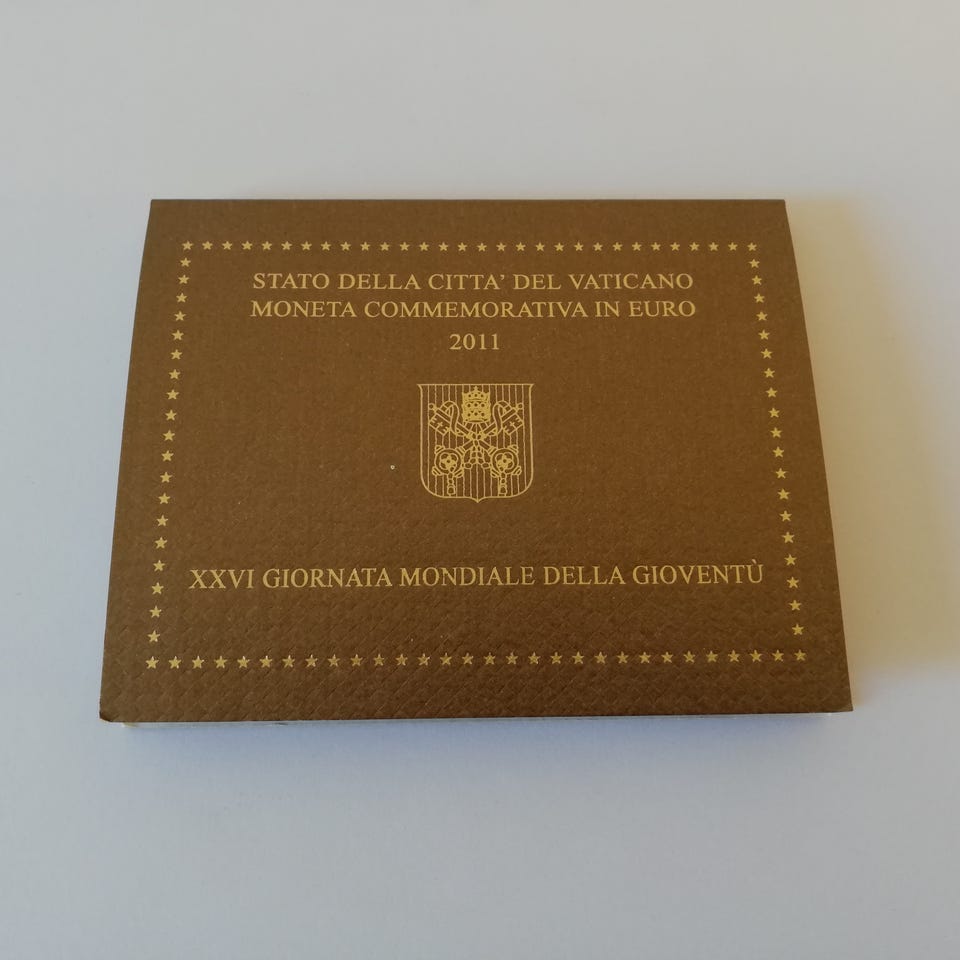 STATO DELLA CITTA' DEL VATICANO
MONETA COMMEMORATIVA IN EURO
2011
XXVI GIORNATA MONDIALE DELLA GIOVENTÙ